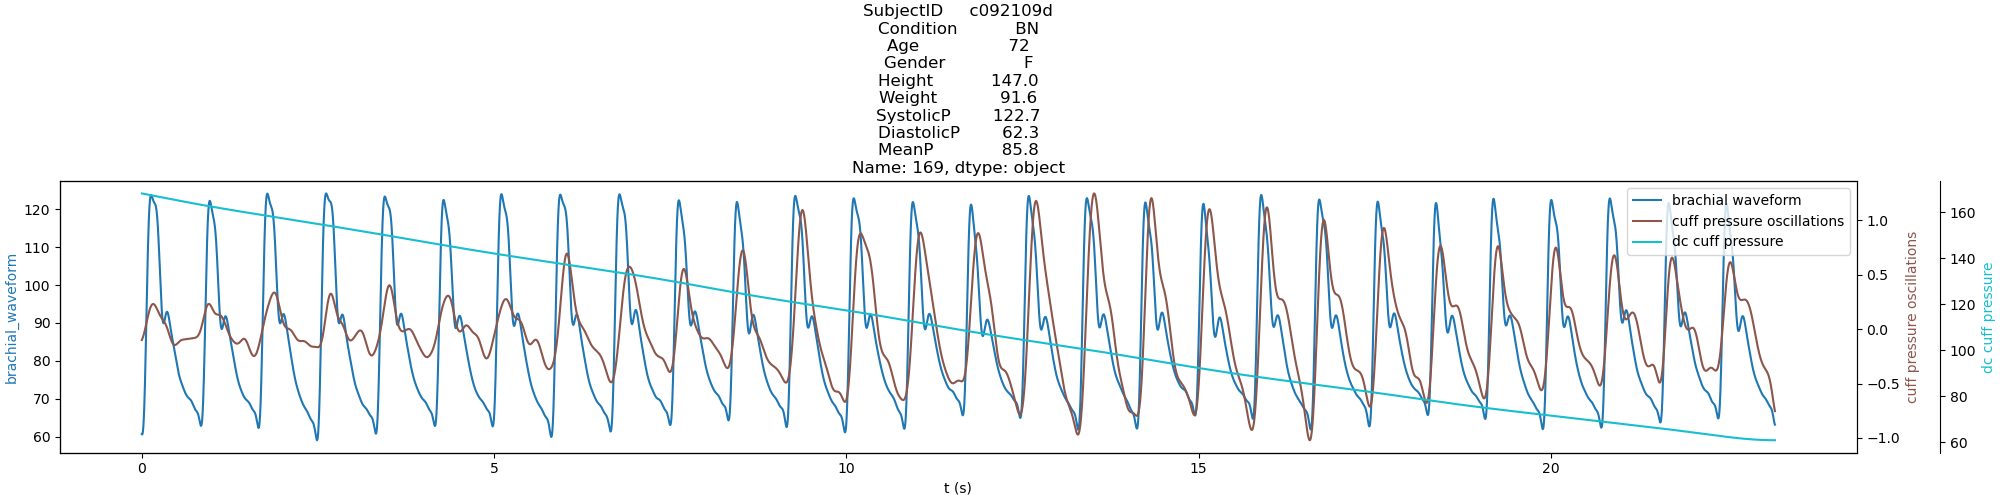 SubjectID c092109d
Condition BN
Age 72
Gender F
Height 147.0
Weight 91.6
SystolicP 122.7
DiastolicP 62.3
MeanP 85.8
Name: 169, dtype: object
brachial_waveform
120
110
100
90
80
70
60
brachial waveform
cuff pressure oscillations
dc cuff pressure
1.0
0.5
0.0
−0.5
−1.0
cuff pressure oscillations
160
140
120
100
80
60
dc cuff pressure
0 5 10 15 20
t (s)